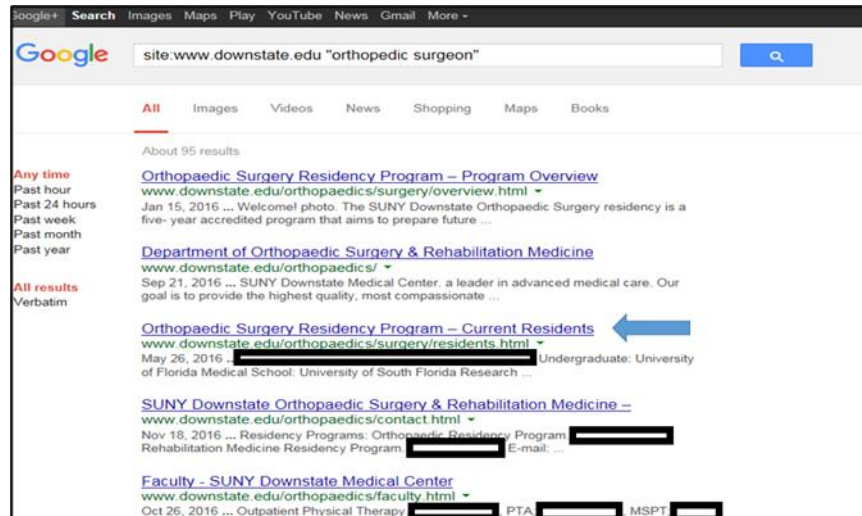 Google+ Search Images Maps Play YouTube News Gmail More
Google site:www.downstate.edu "orthopedic surgeon"
All Images Videos News Shopping Maps Books
About 95 results
Any time
Past hour
Past 24 hours
Past week
Past month
Past year
All results
Verbatim
Orthopaedic Surgery Residency Program – Program Overview
www.downstate.edu/orthopaedics/surgery/overview.html
Jan 15, 2016 ... Welcome! photo. The SUNY Downstate Orthopaedic Surgery residency is a
five- year accredited program that aims to prepare future ...
Department of Orthopaedic Surgery & Rehabilitation Medicine
www.downstate.edu/orthopaedics/
Sep 21, 2016 ... SUNY Downstate Medical Center. a leader in advanced medical care. Our
goal is to provide the highest quality, most compassionate ...
Orthopaedic Surgery Residency Program – Current Residents
www.downstate.edu/orthopaedics/surgery/residents.html
May 26, 2016 .. Undergraduate: University
of Florida Medical School: University of South Florida Research ...
SUNY Downstate Orthopaedic Surgery & Rehabilitation Medicine –
www.downstate.edu/orthopaedics/contact.html
Nov 18, 2016 ... Residency Programs: Orthopaedic Residency Program
Rehabilitation Medicine Residency Program. E-mail: ...
Faculty - SUNY Downstate Medical Center
www.downstate.edu/orthopaedics/faculty.html
Oct 26, 2016 ... Outpatient Physical Therapy PTA: , MSPT: